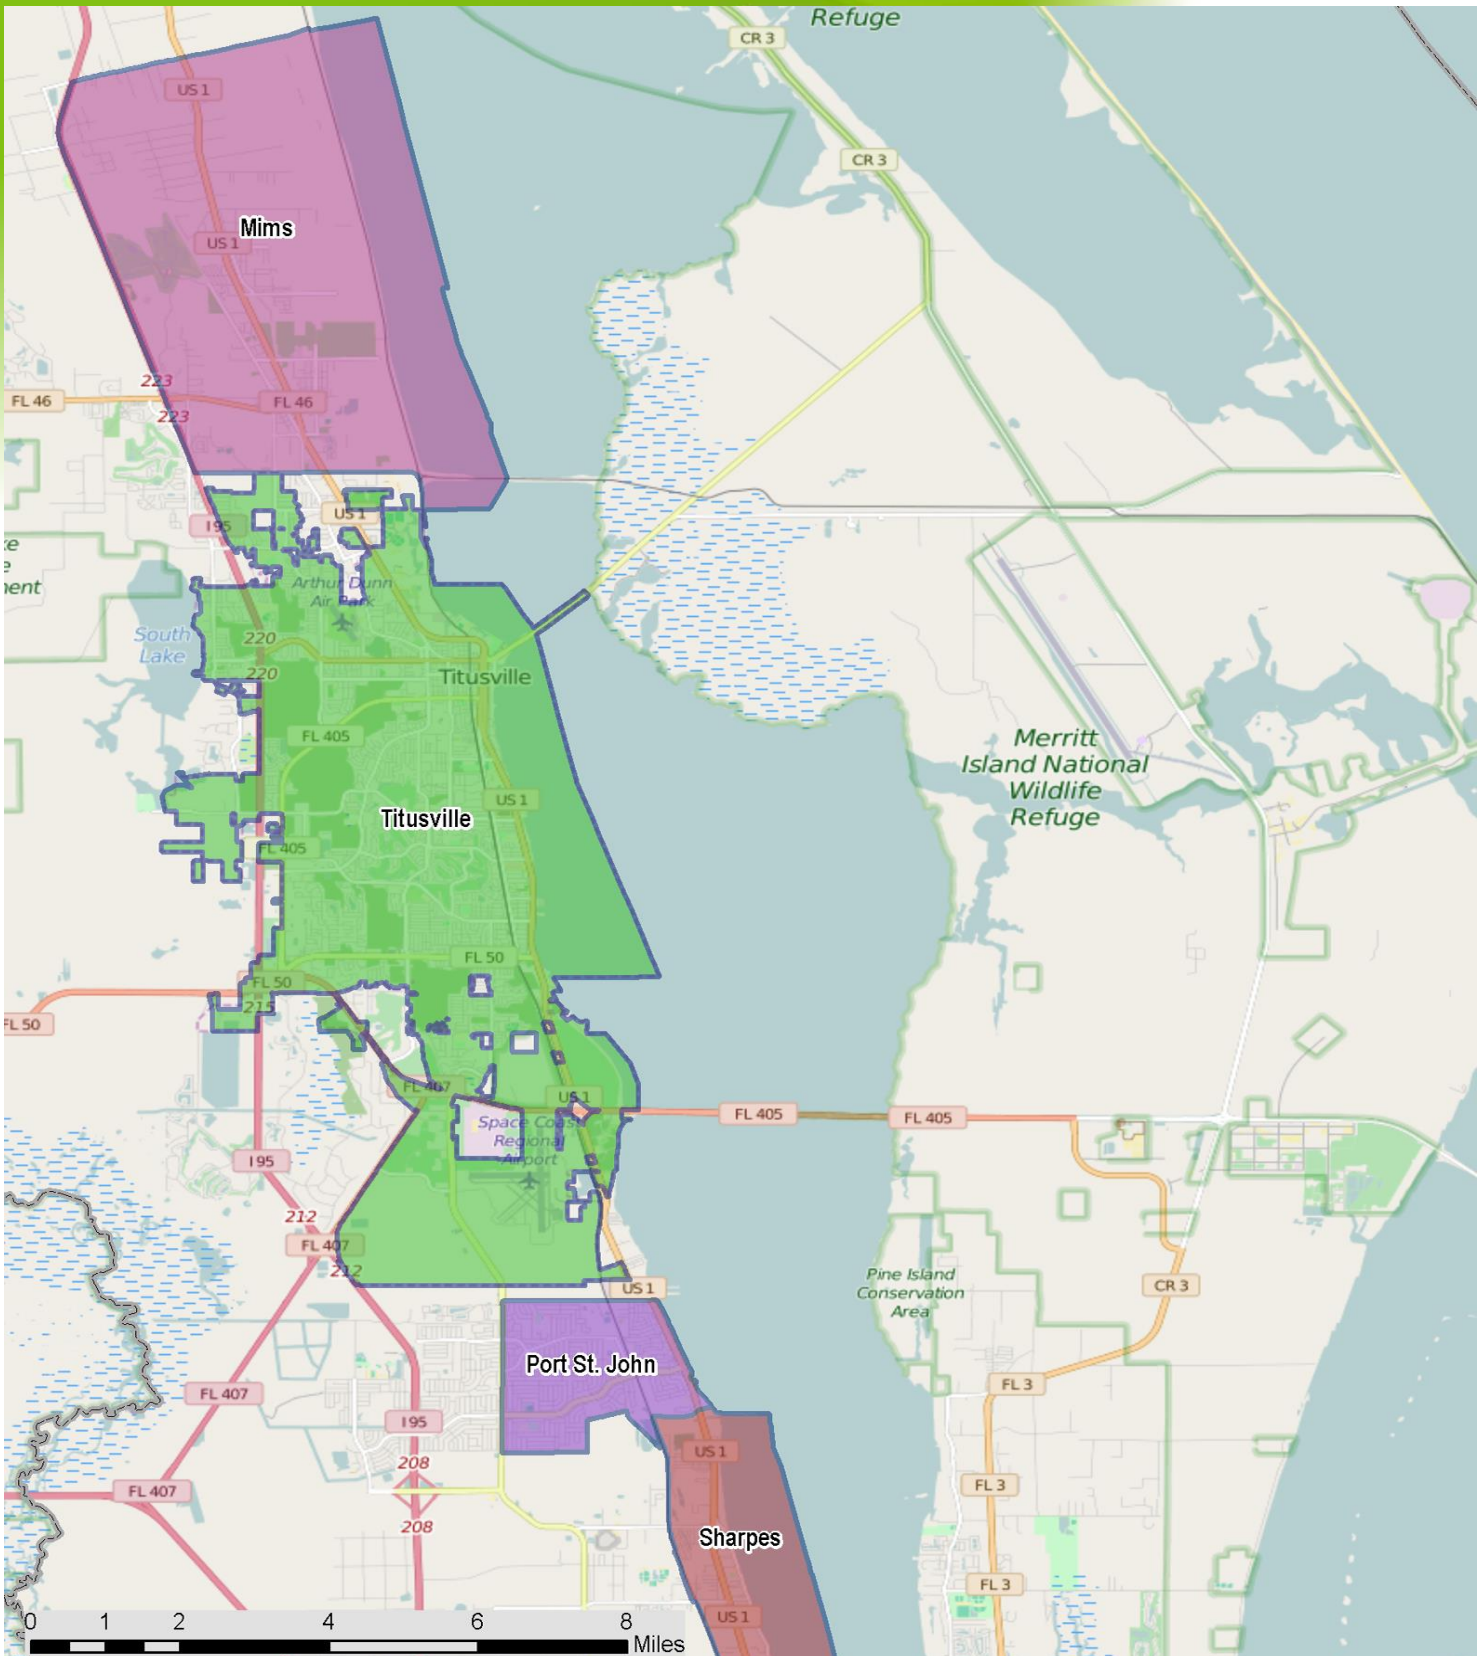 Refuge
CR 3
US 1
CR 3
Mims
US 1
223
FL 46
FL 46
223
US 1
I 95
ke
e
nent
Arthur Dunn
Air Park
South
Lake
220
220
Titusville
FL 405
Merritt
Island National
Wildlife
Refuge
US 1
Titusville
FL 405
FL 50
FL 50
215
FL 50
FL 407
US 1
FL 405
FL 405
Space Coast
Regional
Airport
I 95
212
FL 407
212
US 1
Pine Island
Conservation
Area
CR 3
Port St. John
FL 407
I 95
FL 3
US 1
208
FL 407
FL 3
208
Sharpes
FL 3
US 1
0 1 2 4 6 8
Miles